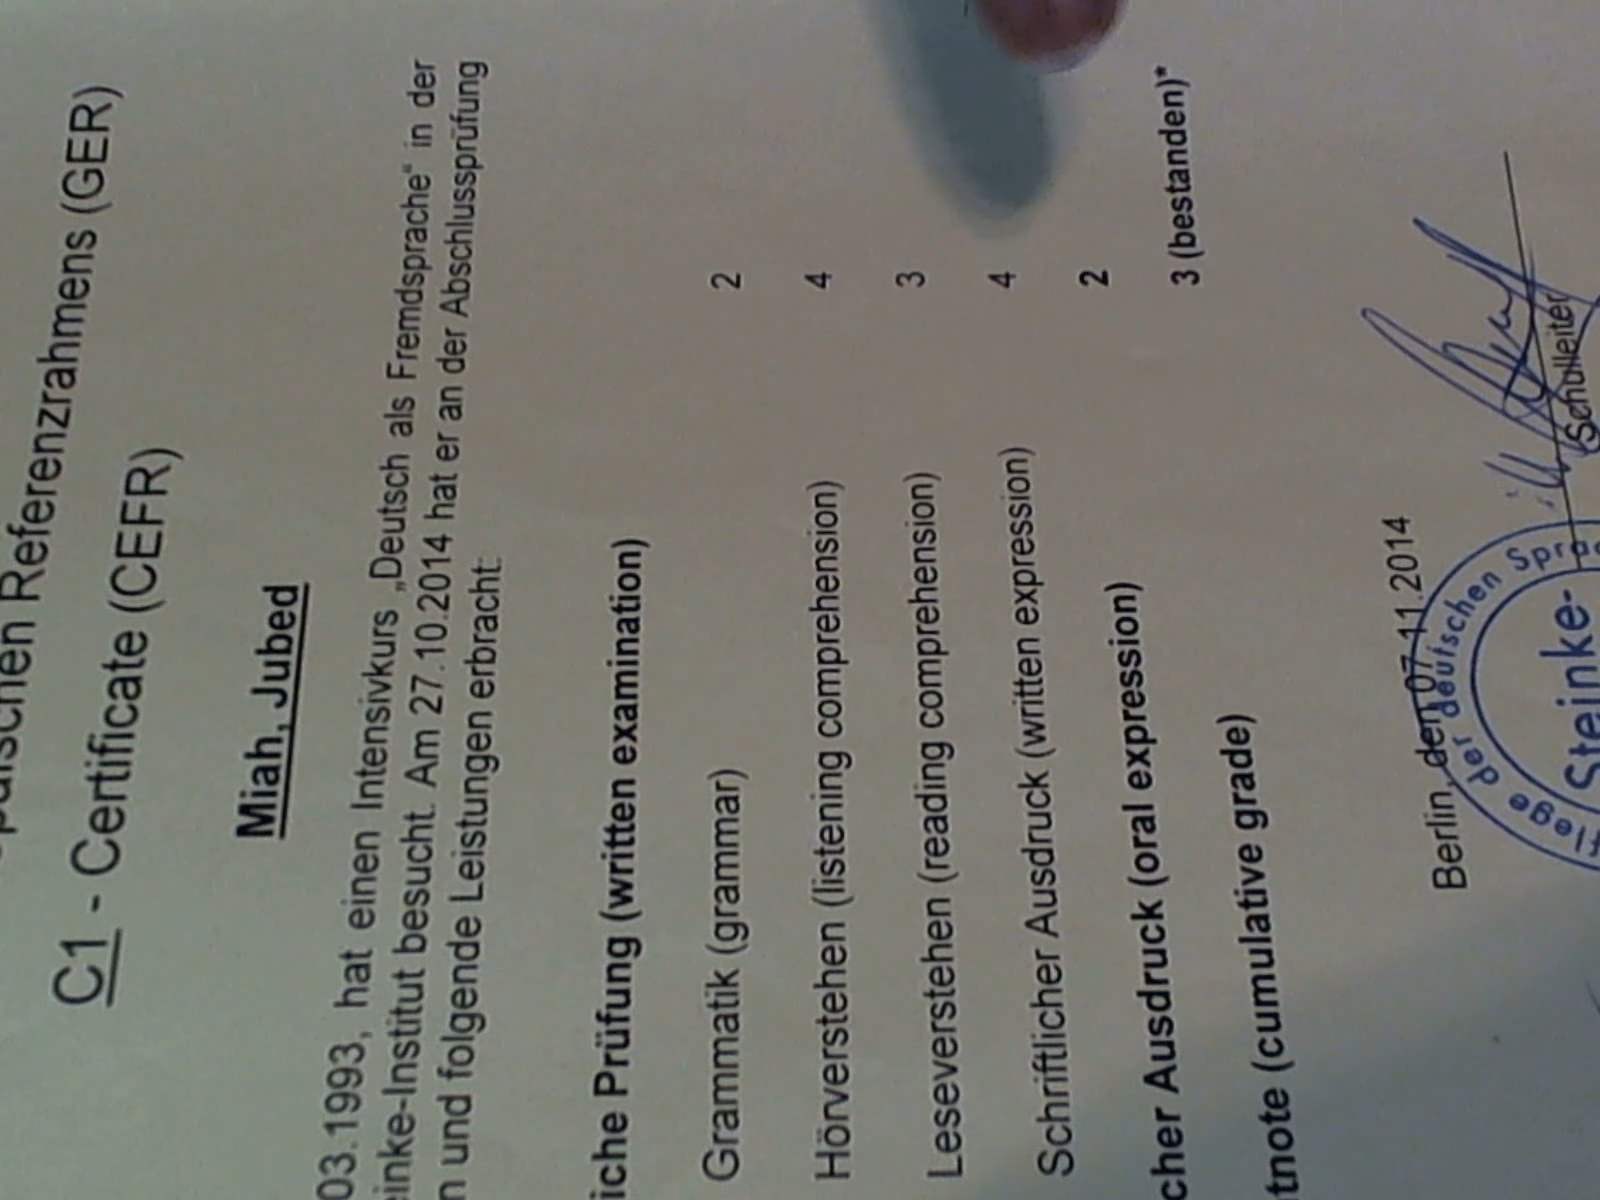 Referenzrahmens (GER)
C1 - Certificate (CEFR)
Miah, Jubed
03.1993, hat einen Intensivkurs „Deutsch als Fremdsprache“ in der
inke-Institut besucht. Am 27.10.2014 hat er an der Abschlussprüfung
n und folgende Leistungen erbracht:
iche Prüfung (written examination)
Grammatik (grammar) 2
Hörverstehen (listening comprehension) 4
Leseverstehen (reading comprehension) 3
Schriftlicher Ausdruck (written expression) 4
cher Ausdruck (oral expression) 2
tnote (cumulative grade) 3 (bestanden)*
Berlin, den 07.11.2014
Schulleiter
lege der deutschen Spra
Steinke-